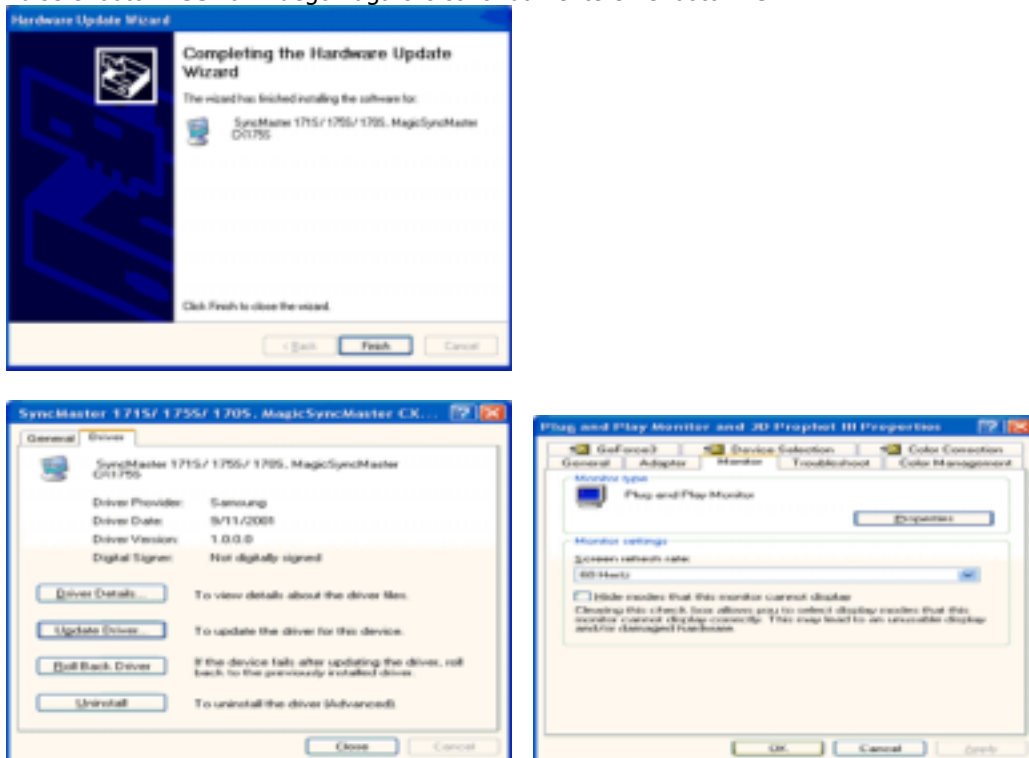 Hardware Update Wizard
Completing the Hardware Update
Wizard
The wizard has finished installing the software for:
SyncMaster 171S/ 175S/ 170S, MagicSyncMaster
CX175S
Click Finish to close the wizard.
< Back Finish Cancel
SyncMaster 171S/ 175S/ 170S, MagicSyncMaster CX...
General Driver
SyncMaster 171S/ 175S/ 170S, MagicSyncMaster
CX175S
Driver Provider: Samsung
Driver Date: 9/11/2001
Driver Version: 1.0.0.0
Digital Signer: Not digitally signed
Driver Details... To view details about the driver files.
Update Driver... To update the driver for this device.
Roll Back Driver If the device fails after updating the driver, roll
back to the previously installed driver.
Uninstall To uninstall the driver (Advanced).
Close Cancel
Plug and Play Monitor and 3D Prophet III Properties
GeForce3 Device Selection Color Correction
General Adapter Monitor Troubleshoot Color Management
Monitor type
Plug and Play Monitor
Properties
Monitor settings
Screen refresh rate:
60 Hertz
Hide modes that this monitor cannot display
Clearing this check box allows you to select display modes that this
monitor cannot display correctly. This may lead to an unusable display
and/or damaged hardware.
OK Cancel Apply